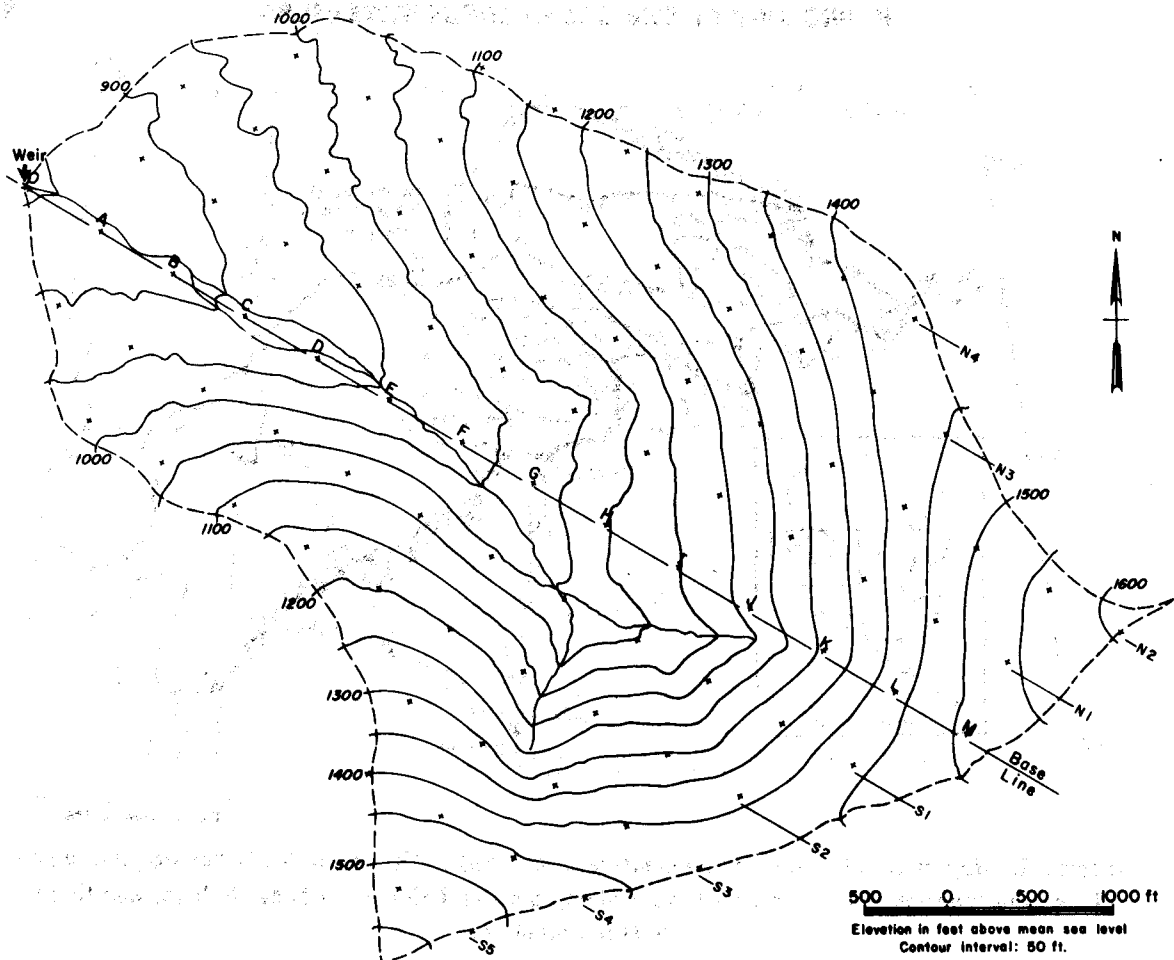 1000
1100
900
1200
Weir
O
1300
1400
A
B
C
N
D
N4
E
1000
F
N3
G
1500
1100
H
1200
I
J
1600
N2
K
1300
L
N1
M
Base
Line
1400
S1
S2
1500
S3
S4
S5
500 0 500 1000 ft
Elevation in feet above mean sea level
Contour interval: 50 ft.